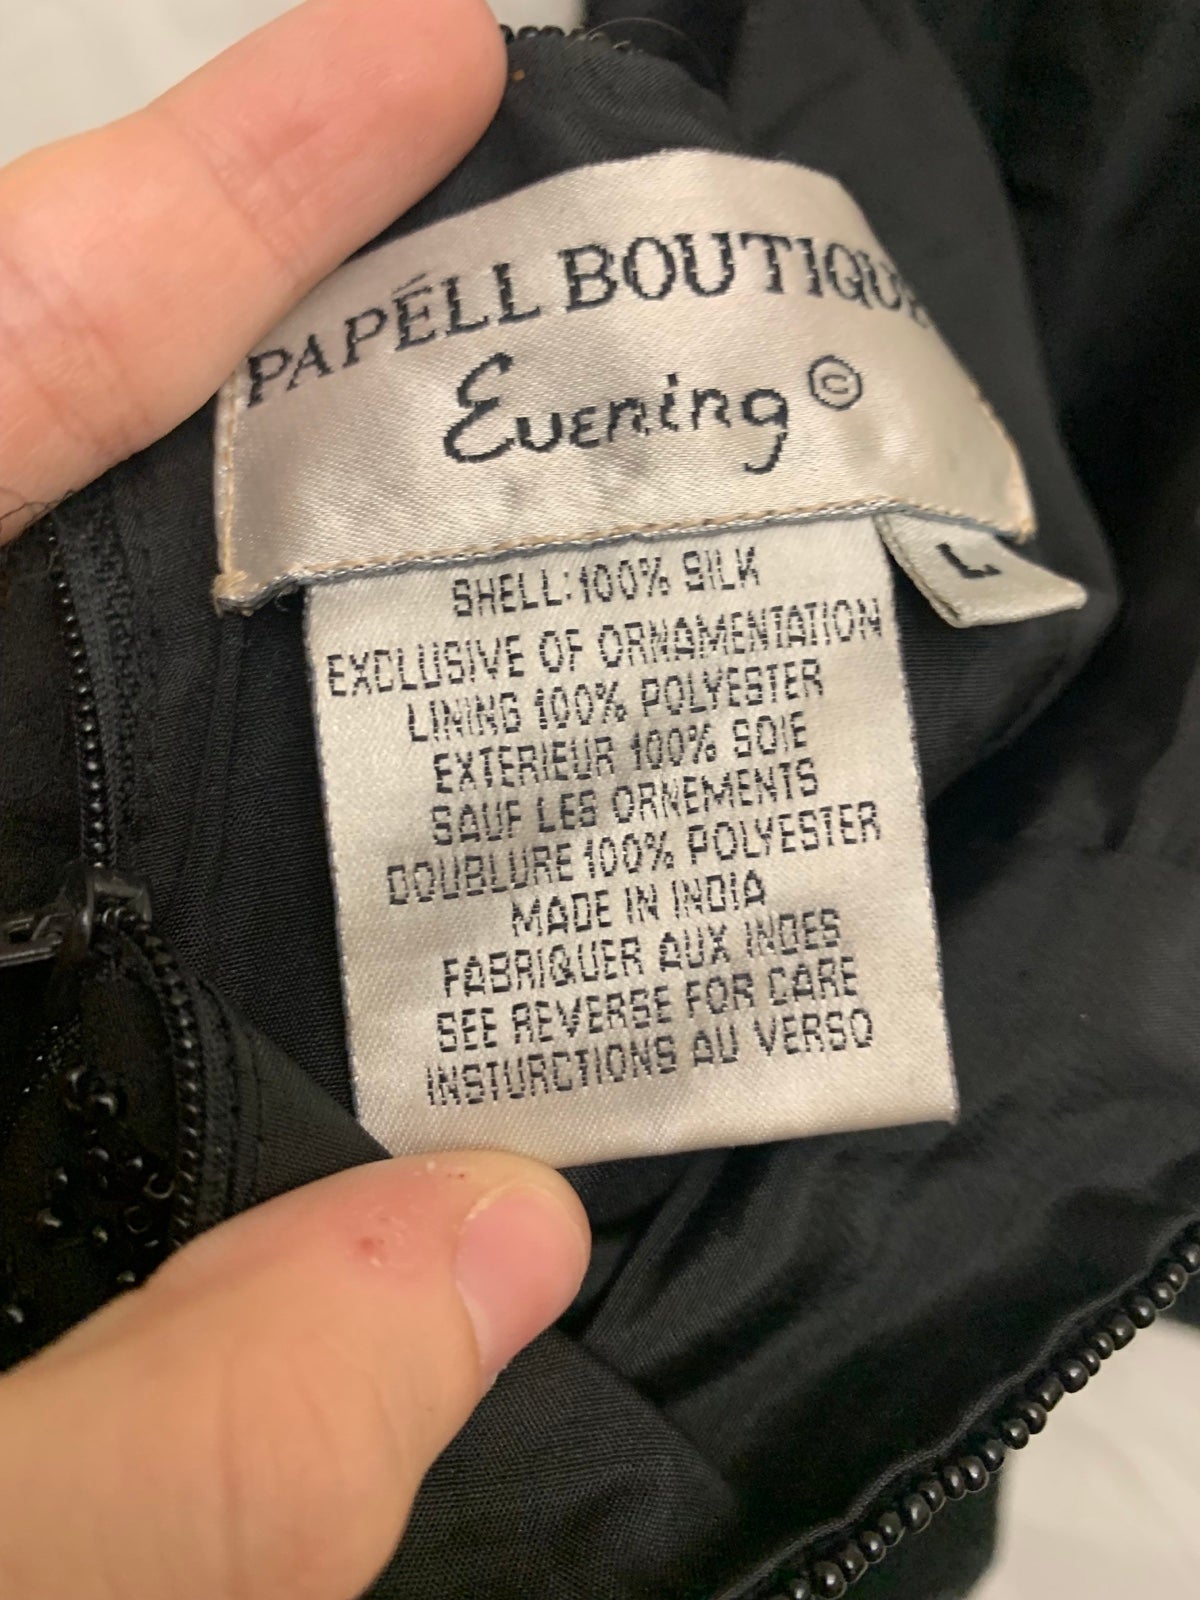 PAPÉLL BOUTIQUE
Evening ©
L
SHELL: 100% SILK
EXCLUSIVE OF ORNAMENTATION
LINING 100% POLYESTER
EXTERIEUR 100% SOIE
SAUF LES ORNEMENTS
DOUBLURE 100% POLYESTER
MADE IN INDIA
FABRIQUER AUX INDES
SEE REVERSE FOR CARE
INSTURCTIONS AU VERSO